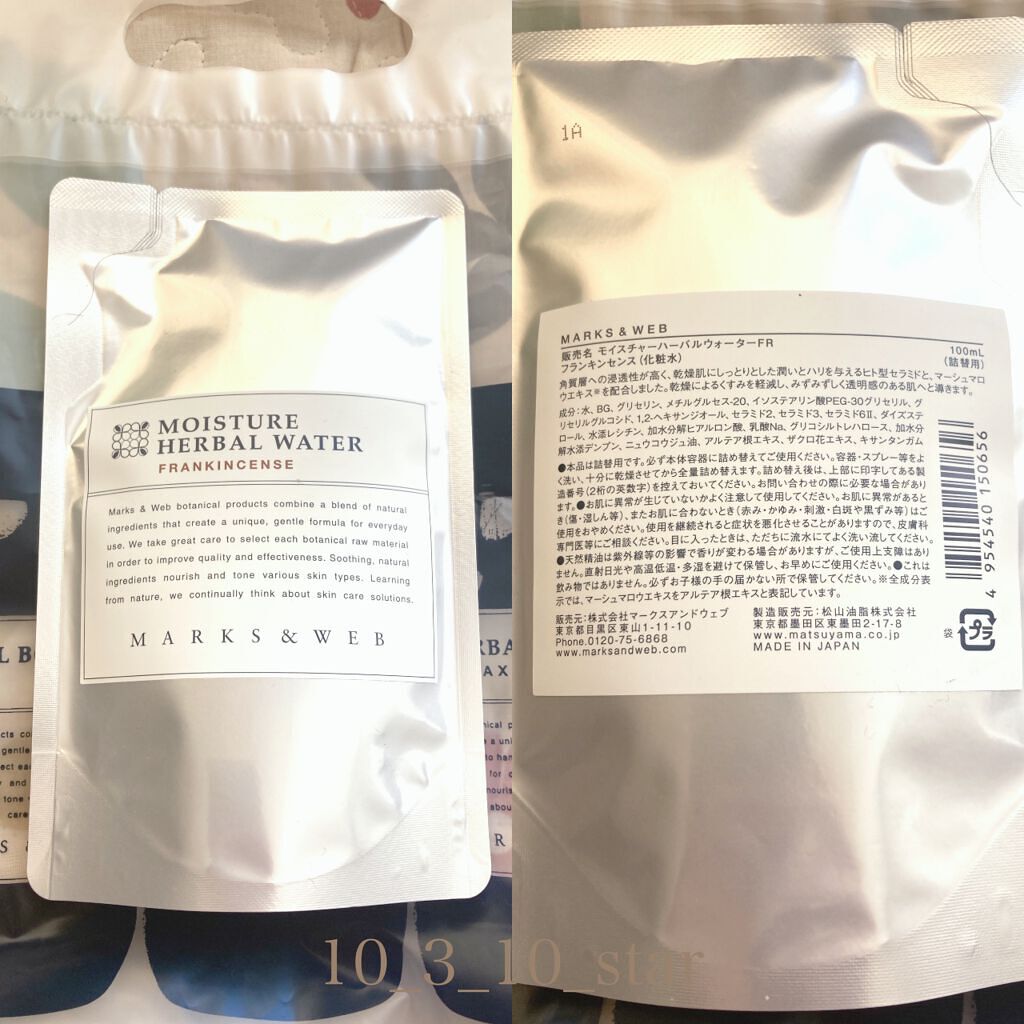 MOISTURE
HERBAL WATER
FRANKINCENSE
Marks & Web botanical products combine a blend of natural
ingredients that create a unique, gentle formula for everyday
use. We take great care to select each botanical raw material
in order to improve quality and effectiveness. Soothing, natural
ingredients nourish and tone various skin types. Learning
from nature, we continually think about skin care solutions.
MARKS & WEB
1A
MARKS & WEB
販売名 モイスチャーハーバルウォーターFR
フランキンセンス(化粧水)
100mL
(詰替用)
角質層への浸透性が高く、乾燥肌にしっとりとした潤いとハリを与えるヒト型セラミドと、マーシュマロ
ウエキス※を配合しました。乾燥によるくすみを軽減し、みずみずしく透明感のある肌へと導きます。
成分:水、BG、グリセリン、メチルグルセス-20、イソステアリン酸PEG-30グリセリル、グ
リセリルグルコシド、1,2-ヘキサンジオール、セラミド2、セラミド3、セラミド6Ⅱ、ダイズステ
ロール、水添レシチン、加水分解ヒアルロン酸、乳酸Na、グリコシルトレハロース、加水分
解水添デンプン、ニュウコウジュ油、アルテア根エキス、ザクロ花エキス、キサンタンガム
●本品は詰替用です。必ず本体容器に詰め替えてご使用ください。容器・スプレー等をよ
く洗い、十分に乾燥させてから全量詰め替えます。詰め替え後は、上部に印字してある製
造番号(2桁の英数字)を控えておいてください。お問い合わせの際に必要な場合があり
ます。●お肌に異常が生じていないかよく注意して使用してください。お肌に異常があると
き(傷・湿しん等)、またお肌に合わないとき(赤み・かゆみ・刺激・白斑や黒ずみ等)はご
使用をおやめください。使用を継続されると症状を悪化させることがありますので、皮膚科
専門医等にご相談ください。目に入ったときは、ただちに流水にてよく洗い流してください。
●天然精油は紫外線等の影響で香りが変わる場合がありますが、ご使用上支障はあり
ません。直射日光や高温低温・多湿を避けて保管し、お早めにご使用ください。●これは
飲み物ではありません。必ずお子様の手の届かない所で保管してください。※全成分表
示では、マーシュマロウエキスをアルテア根エキスと表記しています。
販売元:株式会社マークスアンドウェブ
東京都目黒区東山1-11-10
Phone.0120-75-6868
www.marksandweb.com
製造販売元:松山油脂株式会社
東京都墨田区東墨田2-17-8
www.matsuyama.co.jp
MADE IN JAPAN
袋
プラ
4 954540 150656
10_3_10_star